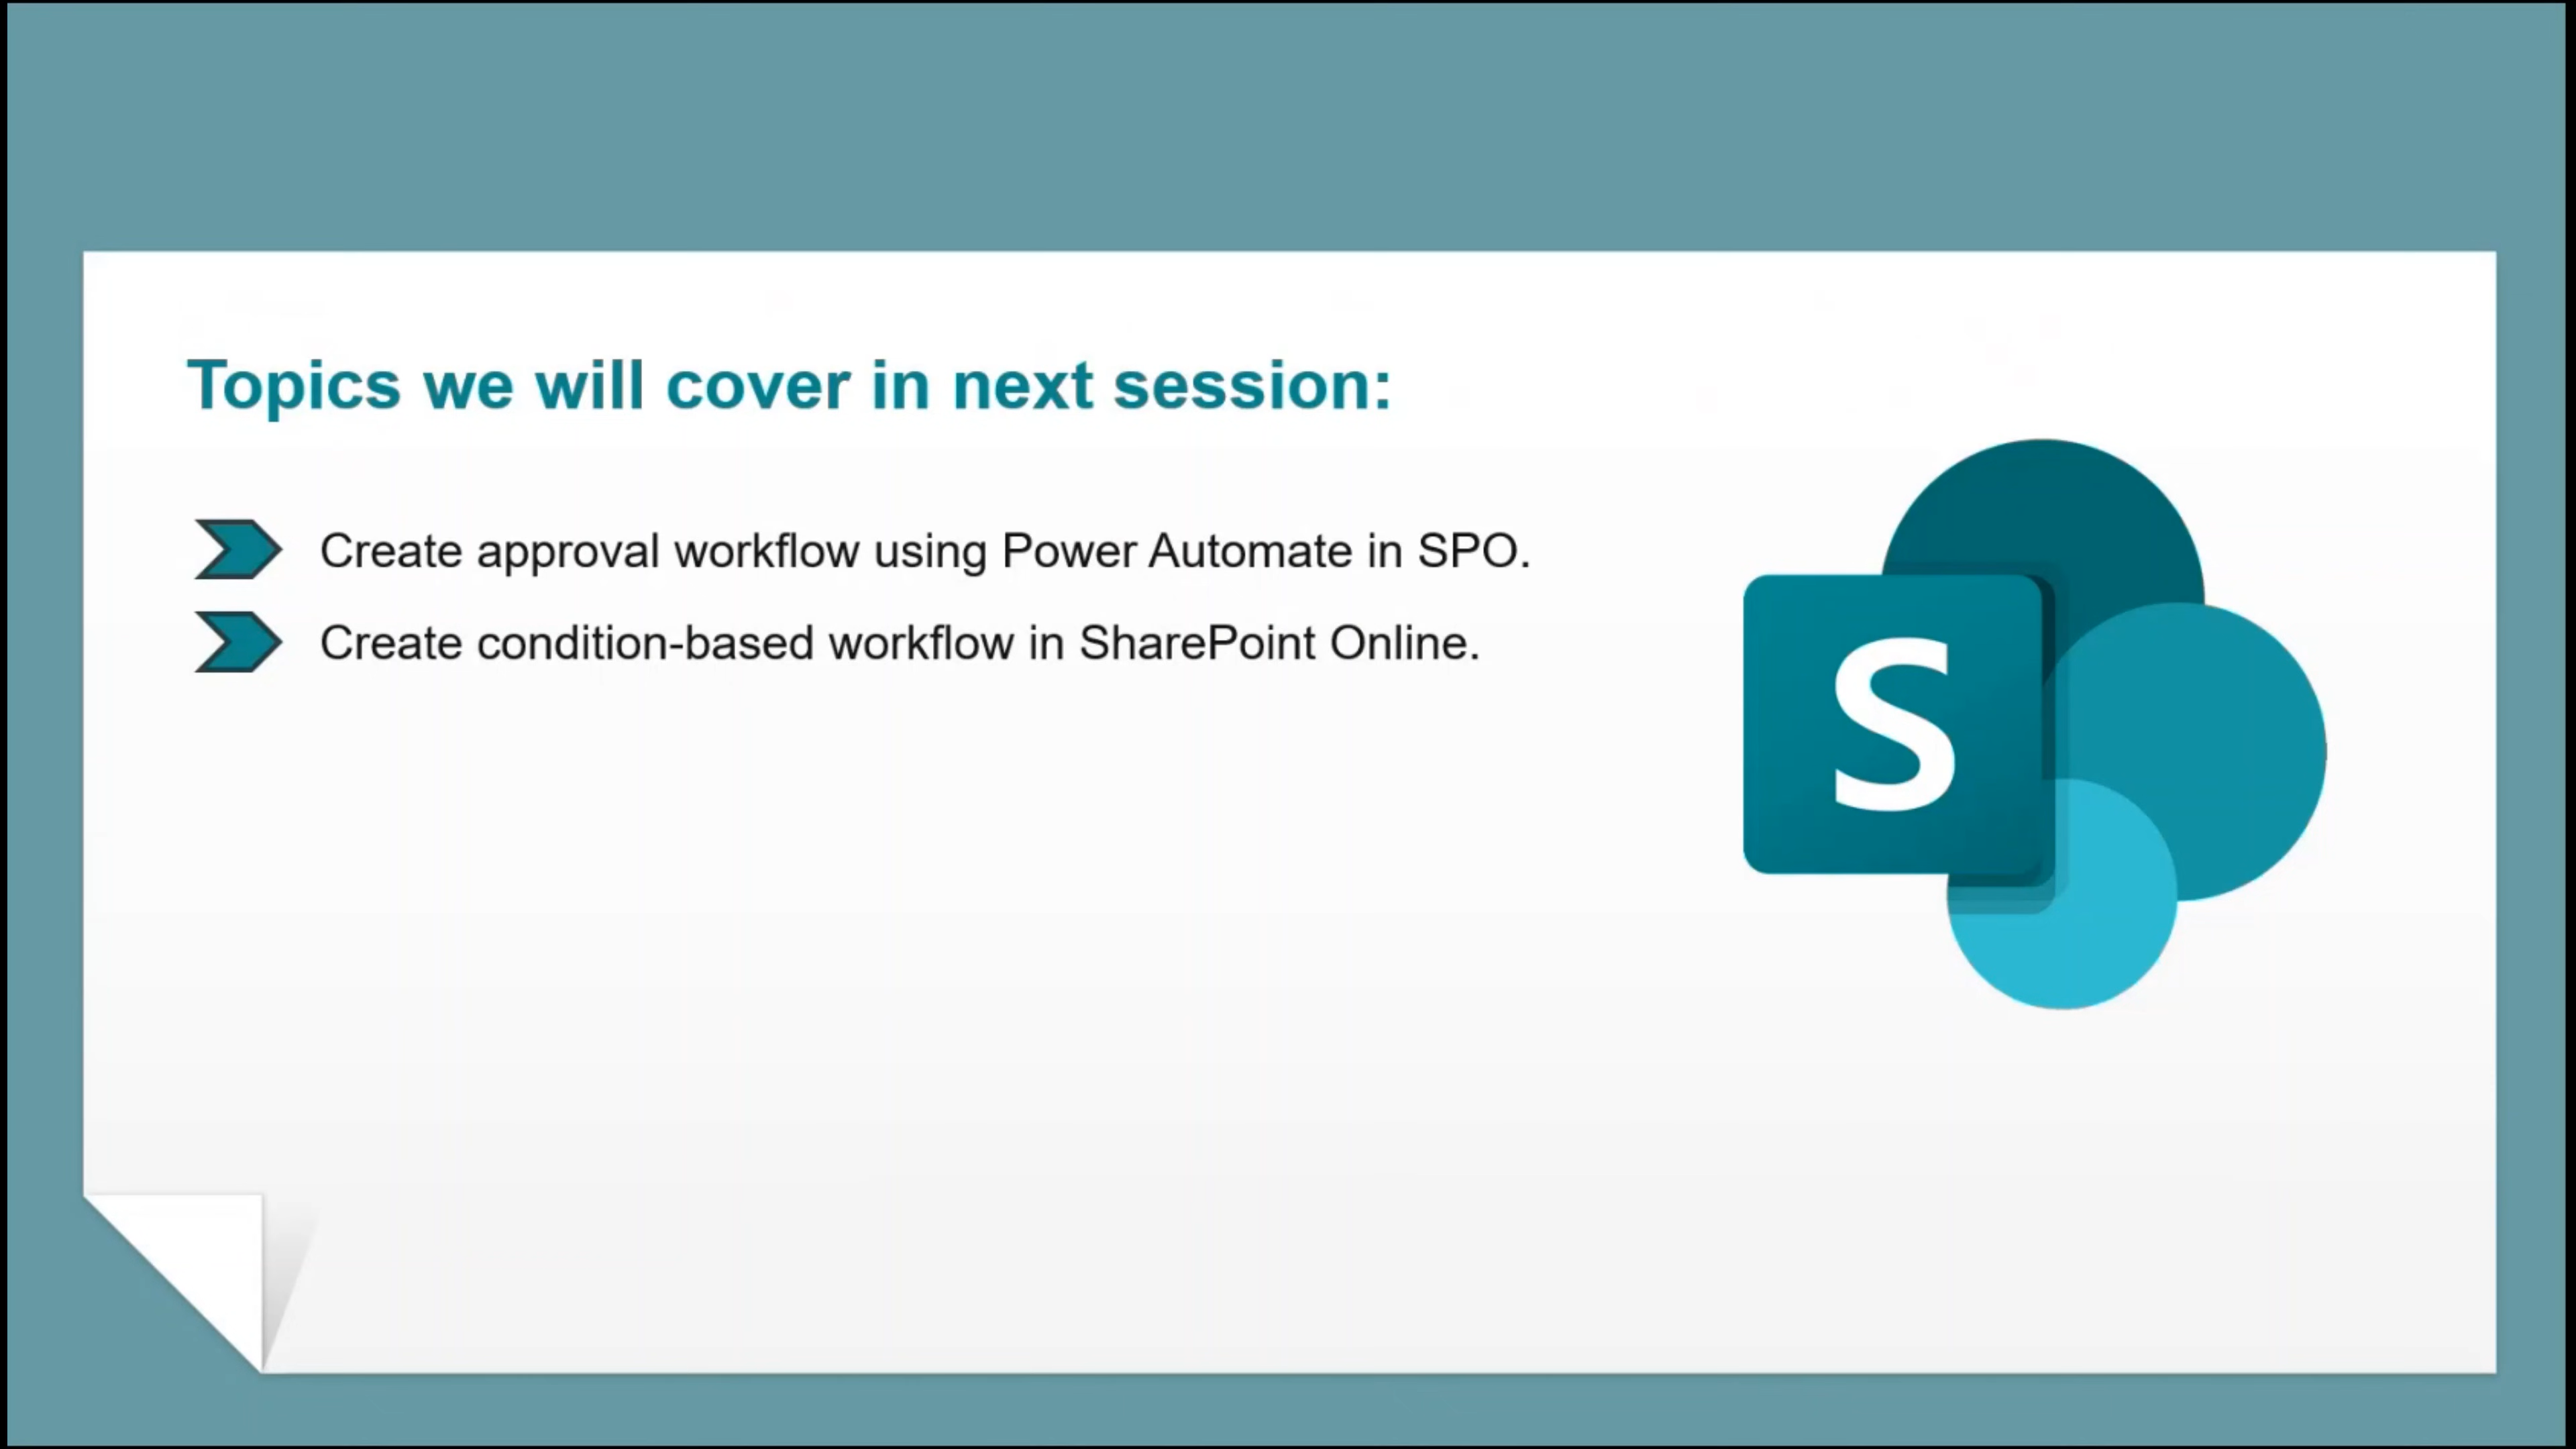 Topics we will cover in next session:
Create approval workflow using Power Automate in SPO.
Create condition-based workflow in SharePoint Online.
S